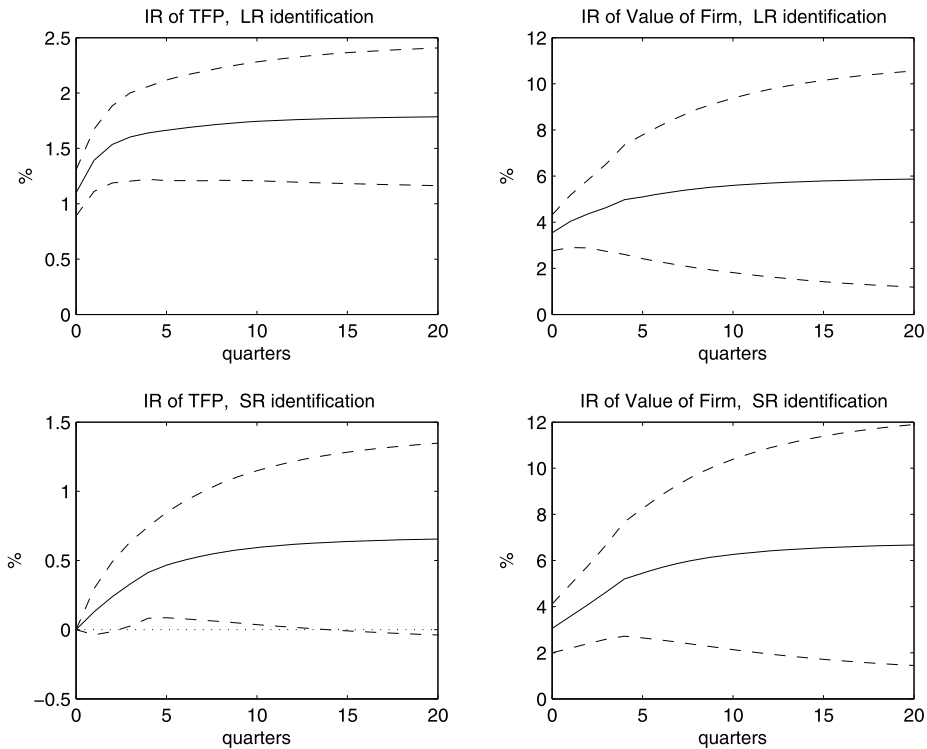 IR of TFP, LR identification
2.5
2
1.5
1
0.5
0
%
0 5 10 15 20
quarters
IR of Value of Firm, LR identification
12
10
8
6
4
2
0
%
0 5 10 15 20
quarters
IR of TFP, SR identification
1.5
1
0.5
0
−0.5
%
0 5 10 15 20
quarters
IR of Value of Firm, SR identification
12
10
8
6
4
2
0
%
0 5 10 15 20
quarters